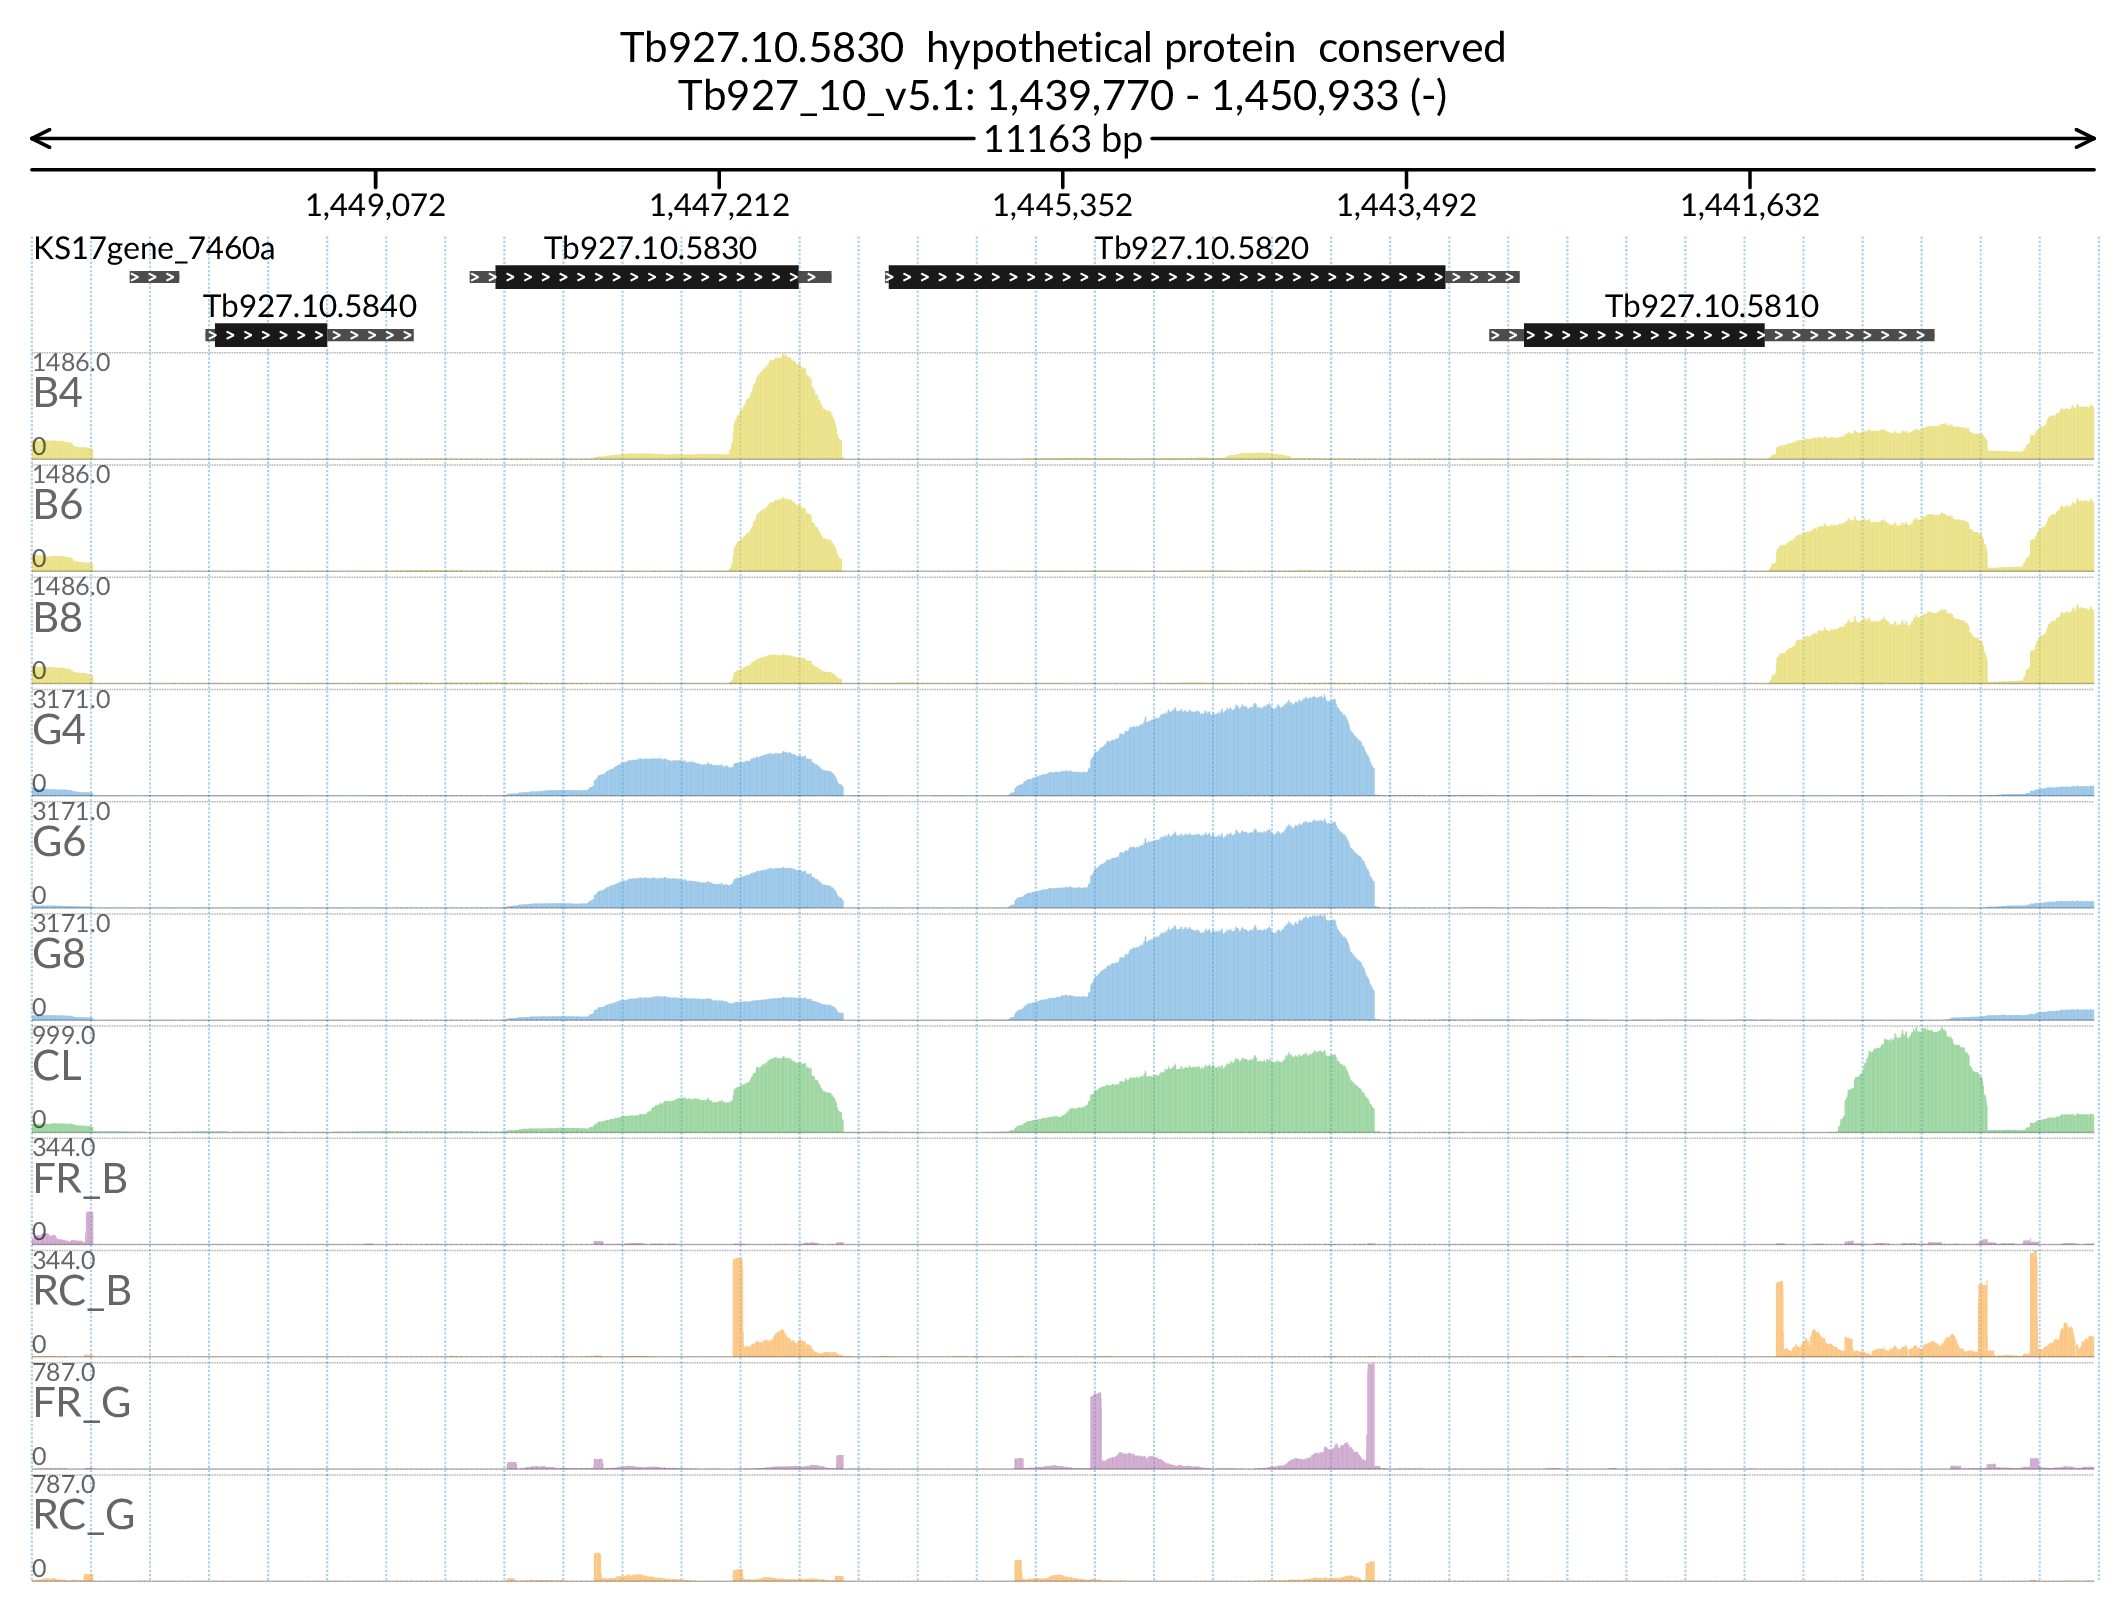 Tb927.10.5830  hypothetical protein  conserved
Tb927_10_v5.1: 1,439,770 - 1,450,933 (-)
11163 bp
1,449,072 1,447,212 1,445,352 1,443,492 1,441,632
KS17gene_7460a Tb927.10.5830 Tb927.10.5820
Tb927.10.5840 Tb927.10.5810
1486.0
B4
0
1486.0
B6
0
1486.0
B8
0
3171.0
G4
0
3171.0
G6
0
3171.0
G8
0
999.0
CL
0
344.0
FR_B
0
344.0
RC_B
0
787.0
FR_G
0
787.0
RC_G
0